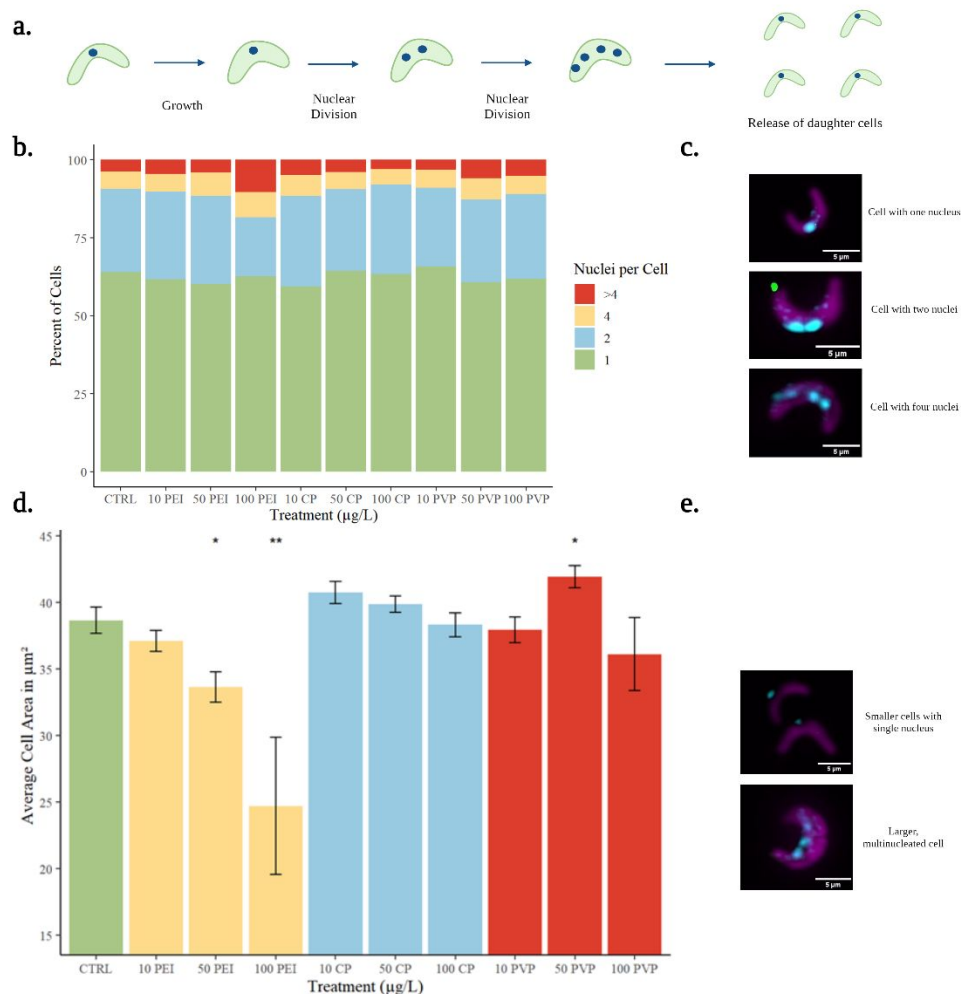 a.
Growth
Nuclear
Division
Nuclear
Division
Release of daughter cells
b.
100
75
50
25
0
Percent of Cells
CTRL 10 PEI 50 PEI 100 PEI 10 CP 50 CP 100 CP 10 PVP 50 PVP 100 PVP
Treatment (µg/L)
Nuclei per Cell
>4
4
2
1
c.
Cell with one nucleus
5 µm
Cell with two nuclei
5 µm
Cell with four nuclei
5 µm
d.
45
40
35
30
25
20
15
Average Cell Area in µm²
* ** *
CTRL 10 PEI 50 PEI 100 PEI 10 CP 50 CP 100 CP 10 PVP 50 PVP 100 PVP
Treatment (µg/L)
e.
Smaller cells with
single nucleus
5 µm
Larger,
multinucleated cell
5 µm